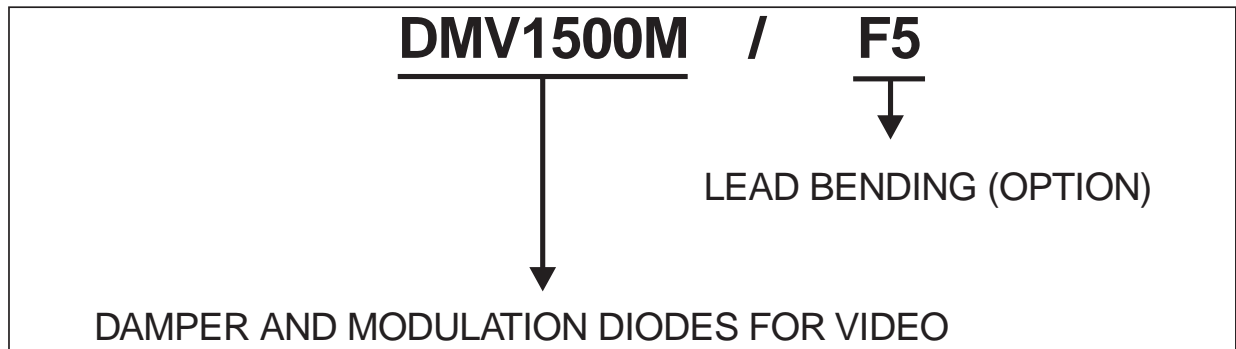 DMV1500M / F5
LEAD BENDING (OPTION)
DAMPER AND MODULATION DIODES FOR VIDEO